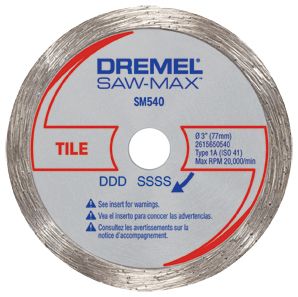 DREMEL
SAW-MAX
SM540
TILE
Ø 3" (77mm)
2615650540
Type 1A (ISO 41)
Max RPM 20,000/min
DDD SSSS
See insert for warnings.
Vea el inserto para conocer las advertencias.
Consultez les avertissements sur la
notice d'accompagnement.